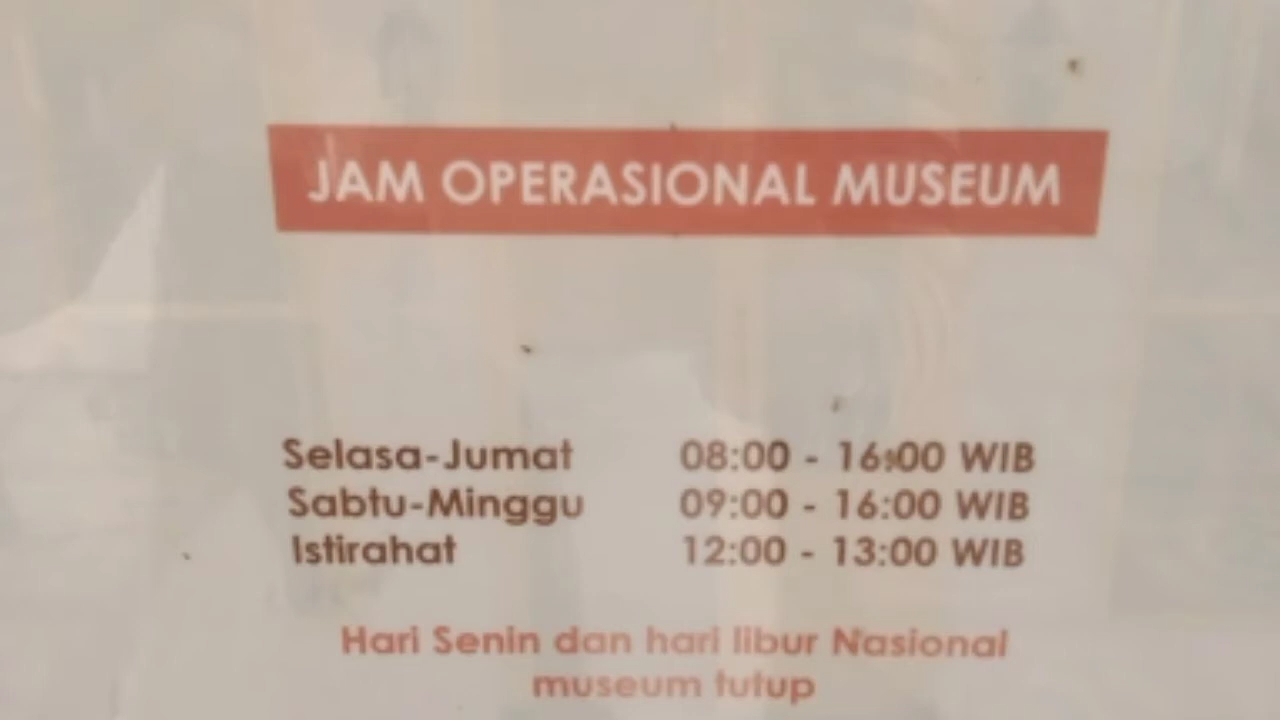 JAM OPERASIONAL MUSEUM
Selasa-Jumat 08:00 - 16:00 WIB
Sabtu-Minggu 09:00 - 16:00 WIB
Istirahat 12:00 - 13:00 WIB
Hari Senin dan hari libur Nasional
museum tutup